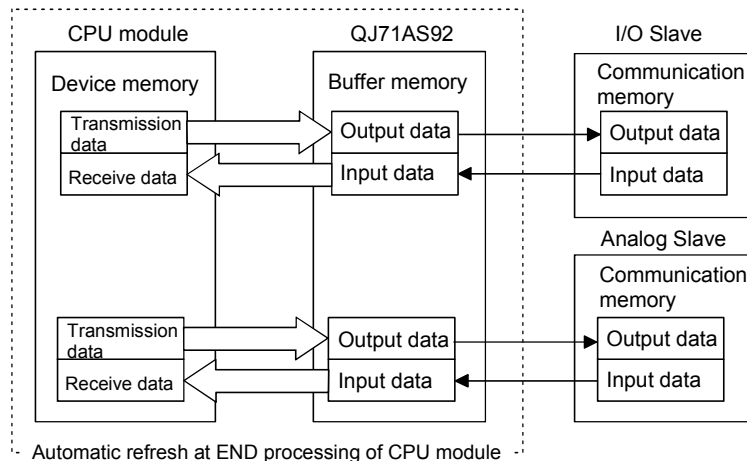 CPU module
QJ71AS92
I/O Slave
Device memory
Buffer memory
Communication
memory
Transmission
data
Receive data
Output data
Input data
Output data
Input data
Analog Slave
Communication
memory
Transmission
data
Receive data
Output data
Input data
Output data
Input data
Automatic refresh at END processing of CPU module